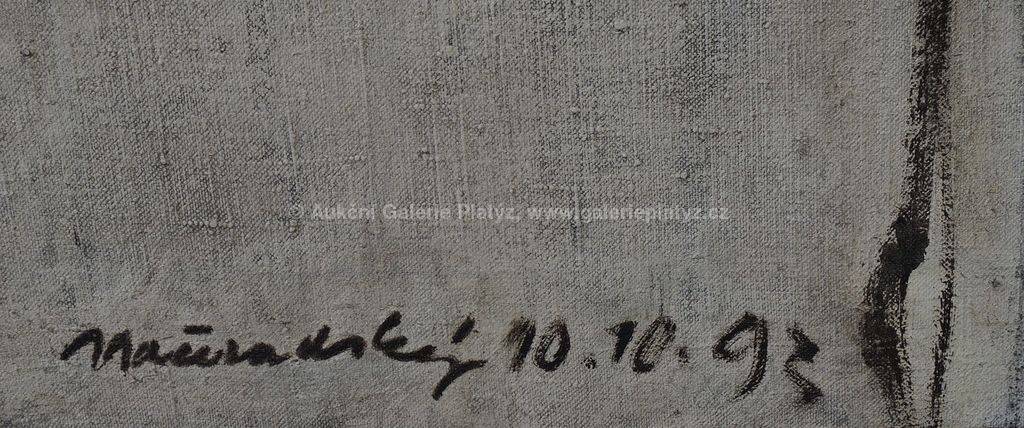 © Aukční Galerie Platýz, www.galerieplatyz.cz
Načeradský 10.10.93